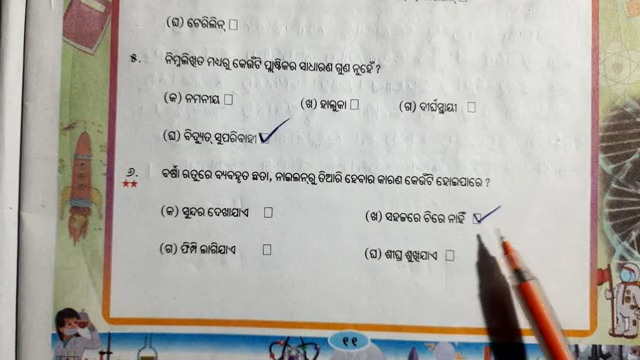 (ଘ) ଟେରିଲିନ୍ □
୫. ନିମ୍ନଲିଖିତ ମଧ୍ୟରୁ କେଉଁଟି ପ୍ଲାଷ୍ଟିକର ସାଧାରଣ ଗୁଣ ନୁହେଁ ?
(କ) ନମନୀୟ □ (ଖ) ହାଲୁକା □ (ଗ) ଦୀର୍ଘସ୍ଥାୟୀ □
(ଘ) ବିଦ୍ୟୁତ୍ ସୁପରିବାହୀ ✓
୬. ବର୍ଷା ଋତୁରେ ବ୍ୟବହୃତ ଛତା, ନାଇଲନ୍‌ରୁ ତିଆରି ହେବାର କାରଣ କେଉଁଟି ହୋଇପାରେ ?
★★
(କ) ସୁନ୍ଦର ଦେଖାଯାଏ □ (ଖ) ସହଜରେ ଚିରେ ନାହିଁ ✓
(ଗ) ଫିମ୍ପି ଲାଗିଯାଏ □ (ଘ) ଶୀଘ୍ର ଶୁଖିଯାଏ □
୧୧